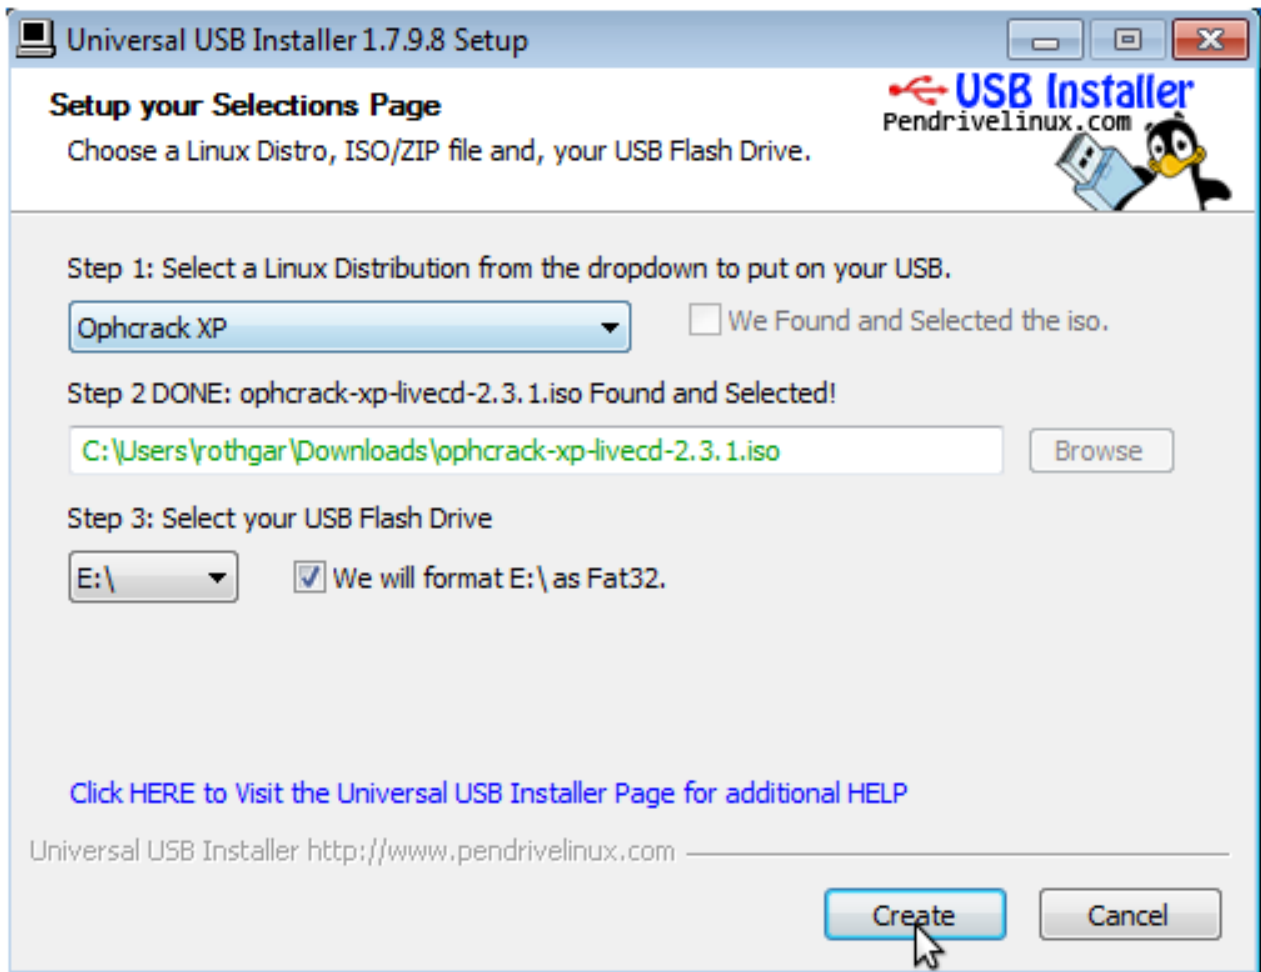 Universal USB Installer 1.7.9.8 Setup
Setup your Selections Page
Choose a Linux Distro, ISO/ZIP file and, your USB Flash Drive.
USB Installer
Pendrivelinux.com
Step 1: Select a Linux Distribution from the dropdown to put on your USB.
Ophcrack XP
We Found and Selected the iso.
Step 2 DONE: ophcrack-xp-livecd-2.3.1.iso Found and Selected!
C:\Users\rothgar\Downloads\ophcrack-xp-livecd-2.3.1.iso
Browse
Step 3: Select your USB Flash Drive
E:\
We will format E:\ as Fat32.
Click HERE to Visit the Universal USB Installer Page for additional HELP
Universal USB Installer http://www.pendrivelinux.com
Create
Cancel